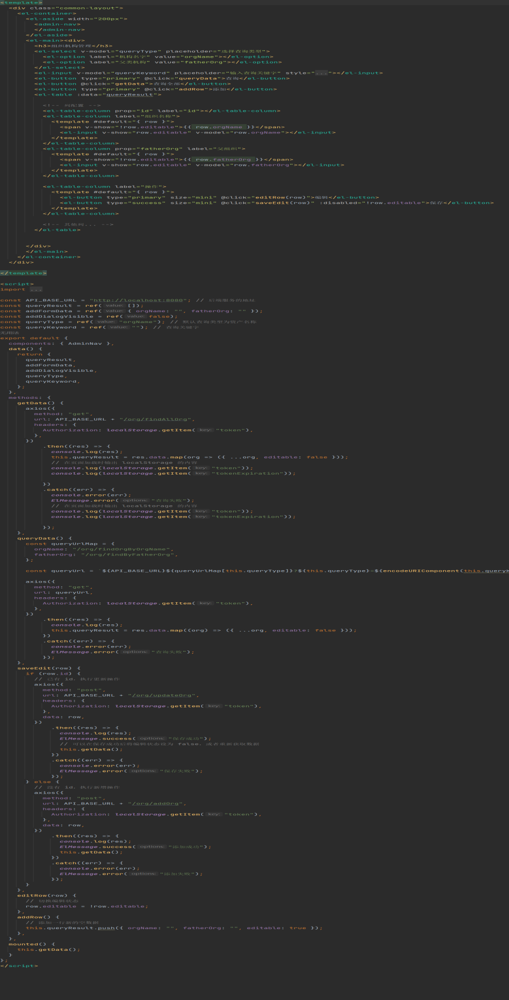 <template>
<div class="common-layout">
<el-container>
<el-aside width="200px">
<admin-nav>
</admin-nav>
</el-aside>
<el-main><div>
<h3>组织机构管理</h3>
<el-select v-model="queryType" placeholder="选择查询类型">
<el-option label="机构名字" value="orgName"></el-option>
<el-option label="父类机构" value="fatherOrg"></el-option>
</el-select>
<el-input v-model="queryKeyword" placeholder="输入查询关键字" style="..."></el-input>
<el-button type="primary" @click="queryData">查询</el-button>
<el-button @click="getData">查询全部</el-button>
<el-button type="primary" @click="addRow">添加</el-button>
<el-table :data="queryResult">
<!-- 列配置 -->
<el-table-column prop="id" label="id"></el-table-column>
<el-table-column label="组织名称">
<template #default="{ row }">
<span v-show="!row.editable">{{ row.orgName }}</span>
<el-input v-show="row.editable" v-model="row.orgName"></el-input>
</template>
</el-table-column>
<el-table-column prop="fatherOrg" label="父组织">
<template #default="{ row }">
<span v-show="!row.editable">{{ row.fatherOrg }}</span>
<el-input v-show="row.editable" v-model="row.fatherOrg"></el-input>
</template>
</el-table-column>
<el-table-column label="操作">
<template #default="{ row }">
<el-button type="primary" size="mini" @click="editRow(row)">编辑</el-button>
<el-button type="success" size="mini" @click="saveEdit(row)" :disabled="!row.editable">保存</el-button>
</template>
</el-table-column>
<!-- 其他列... -->
</el-table>
</div>
</el-main>
</el-container>
</div>
</template>
<script>
import ...
const API_BASE_URL = "http://localhost:8080"; // 后端服务的地址
const queryResult = ref( value: []);
const addFormData = ref( value: { orgName: "", fatherOrg: "" });
const addDialogVisible = ref( value: false);
const queryType = ref( value: "orgName"); // 默认查询类型为资产名称
const queryKeyword = ref( value: ""); // 查询关键字
无用法
export default {
components: { AdminNav },
data() {
return {
queryResult,
addFormData,
addDialogVisible,
queryType,
queryKeyword,
};
},
methods: {
getData() {
axios({
method: "get",
url: API_BASE_URL + "/org/findAllOrg",
headers: {
Authorization: localStorage.getItem( key: "token"),
},
})
.then((res) => {
console.log(res);
this.queryResult = res.data.map(org => ({ ...org, editable: false }));
// 在页面加载时输出 localStorage 的内容
console.log(localStorage.getItem( key: "token"));
console.log(localStorage.getItem( key: "tokenExpiration"));
})
.catch((err) => {
console.error(err);
ElMessage.error( options: "查询失败");
// 在页面加载时输出 localStorage 的内容
console.log(localStorage.getItem( key: "token"));
console.log(localStorage.getItem( key: "tokenExpiration"));
});
},
queryData() {
const queryUrlMap = {
orgName: "/org/findOrgByOrgName",
fatherOrg: "/org/findByFatherOrg",
};
const queryUrl = `${API_BASE_URL}${queryUrlMap[this.queryType]}?${this.queryType}=${encodeURIComponent(this.queryK
axios({
method: "get",
url: queryUrl,
headers: {
Authorization: localStorage.getItem( key: "token"),
},
})
.then((res) => {
console.log(res);
this.queryResult = res.data.map((org) => ({ ...org, editable: false }));
})
.catch((err) => {
console.error(err);
ElMessage.error( options: "查询失败");
});
},
saveEdit(row) {
if (row.id) {
// 已有 id，执行更新操作
axios({
method: "post",
url: API_BASE_URL + "/org/updateOrg",
headers: {
Authorization: localStorage.getItem( key: "token"),
},
data: row,
})
.then((res) => {
console.log(res);
ElMessage.success( options: "保存成功");
// 可以在保存成功后将编辑状态设为 false，或者重新获取数据
this.getData();
})
.catch((err) => {
console.error(err);
ElMessage.error( options: "保存失败");
});
} else {
// 没有 id，执行新增操作
axios({
method: "post",
url: API_BASE_URL + "/org/addOrg",
headers: {
Authorization: localStorage.getItem( key: "token"),
},
data: row,
})
.then((res) => {
console.log(res);
ElMessage.success( options: "添加成功");
this.getData();
})
.catch((err) => {
console.error(err);
ElMessage.error( options: "添加失败");
});
}
},
editRow(row) {
// 切换编辑状态
row.editable = !row.editable;
},
addRow() {
// 添加一行新的空数据
this.queryResult.push({ orgName: "", fatherOrg: "", editable: true });
},
},
mounted() {
this.getData();
}
};
</script>